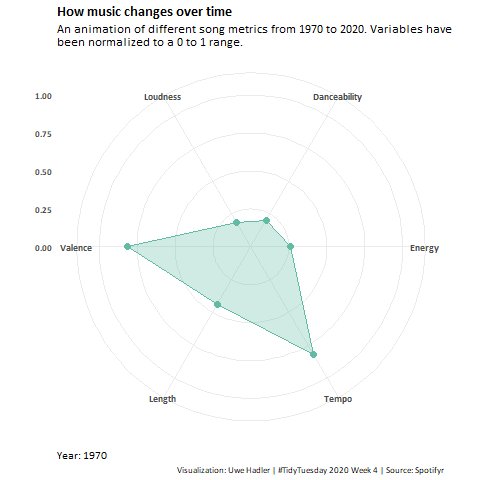 How music changes over time
An animation of different song metrics from 1970 to 2020. Variables have
been normalized to a 0 to 1 range.
Loudness
Danceability
1.00
0.75
0.50
0.25
0.00
Valence
Energy
Length
Tempo
Year: 1970
Visualization: Uwe Hadler | #TidyTuesday 2020 Week 4 | Source: Spotifyr